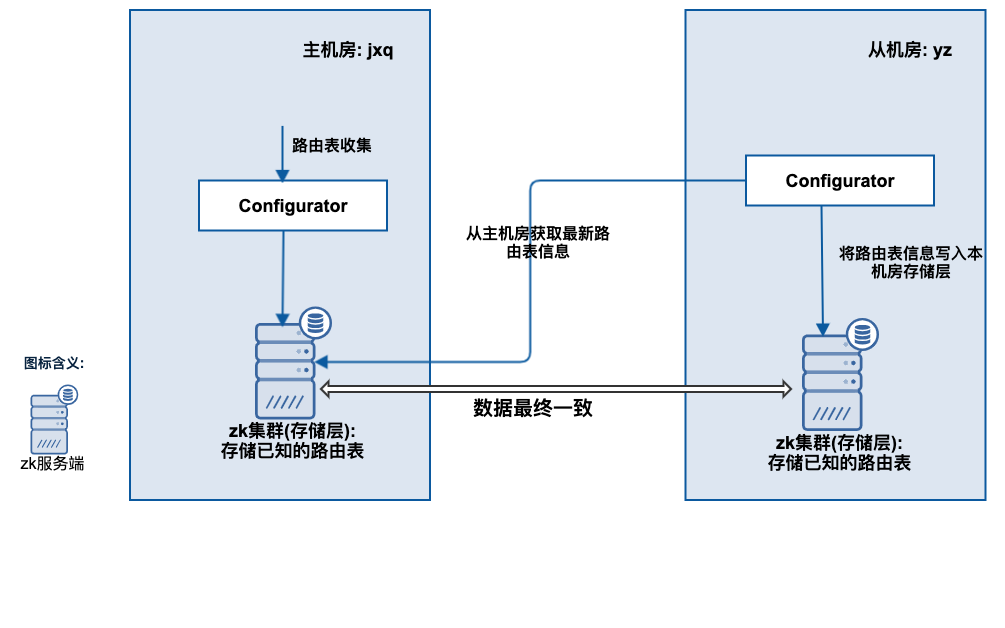 主机房: jxq
从机房: yz
路由表收集
Configurator
Configurator
从主机房获取最新路
由表信息
将路由表信息写入本
机房存储层
图标含义:
zk服务端
数据最终一致
zk集群(存储层):
存储已知的路由表
zk集群(存储层):
存储已知的路由表